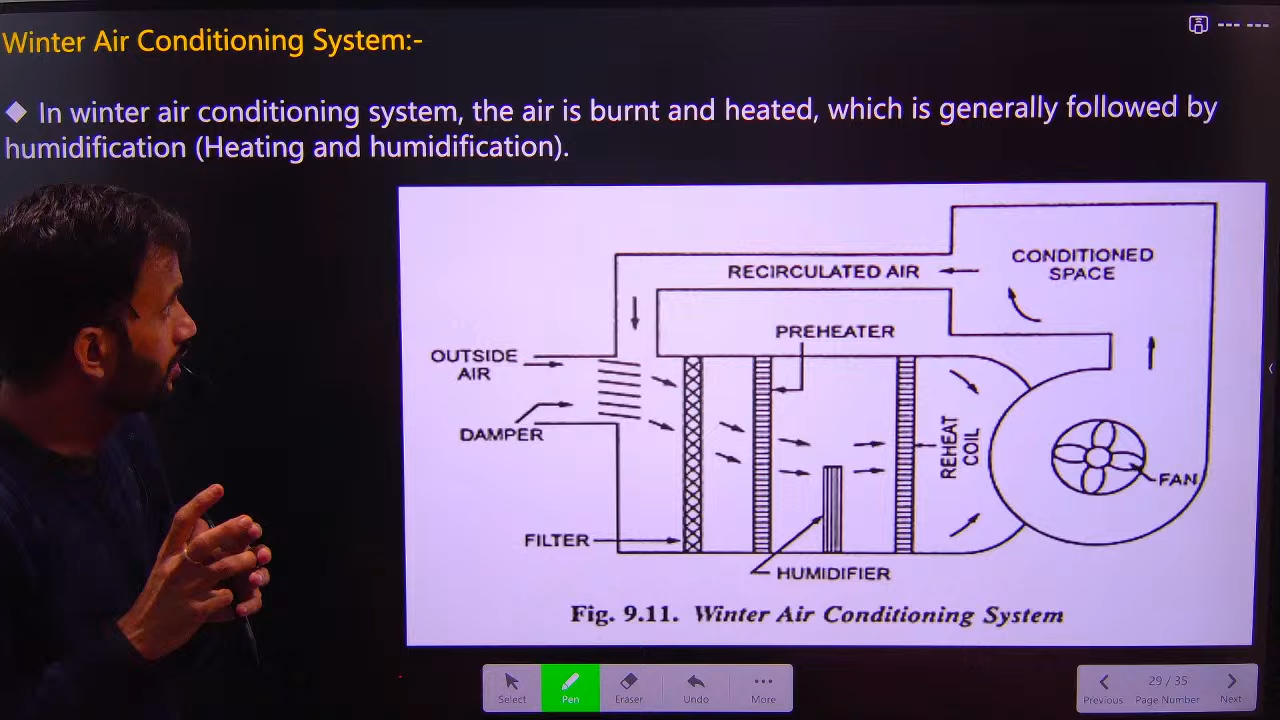 Winter Air Conditioning System:-
◆ In winter air conditioning system, the air is burnt and heated, which is generally followed by
humidification (Heating and humidification).
CONDITIONED
SPACE
RECIRCULATED AIR
PREHEATER
OUTSIDE
AIR
DAMPER
REHEAT
COIL
FAN
FILTER
HUMIDIFIER
Fig. 9.11. Winter Air Conditioning System
Select
Pen
Eraser
Undo
More
Previous
29 / 35
Page Number
Next